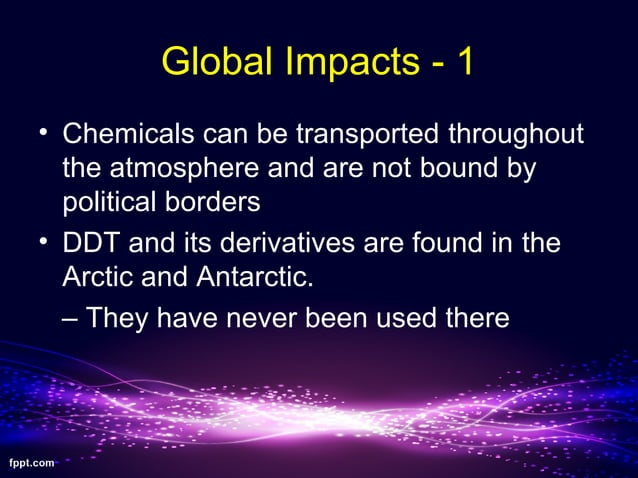 Global Impacts - 1
• Chemicals can be transported throughout
the atmosphere and are not bound by
political borders
• DDT and its derivatives are found in the
Arctic and Antarctic.
– They have never been used there
fppt.com